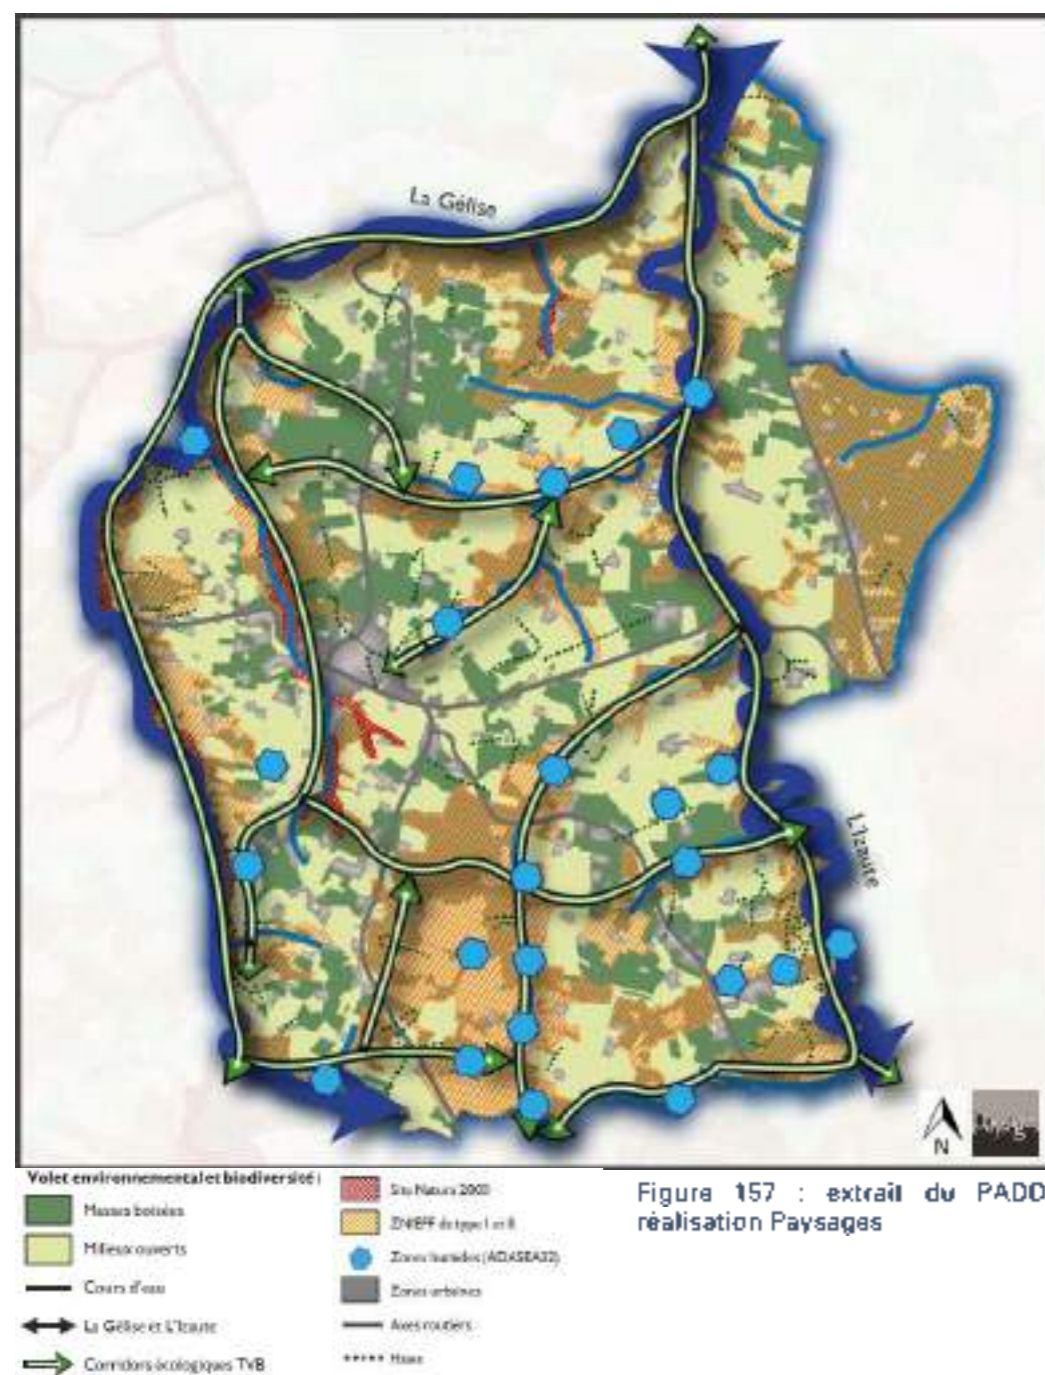 La Gélise
L'Izaute
N
Volet environnemental et biodiversité :
Masses boisées
Milieux ouverts
Cours d'eau
La Gélise et L'Izaute
Corridors écologiques TVB
Site Natura 2000
ZNIEFF de type I et II
Zones humides (ADASEA32)
Zones urbaines
Axes routiers
Haies
Figure 157 : extrait du PADD
réalisation Paysages